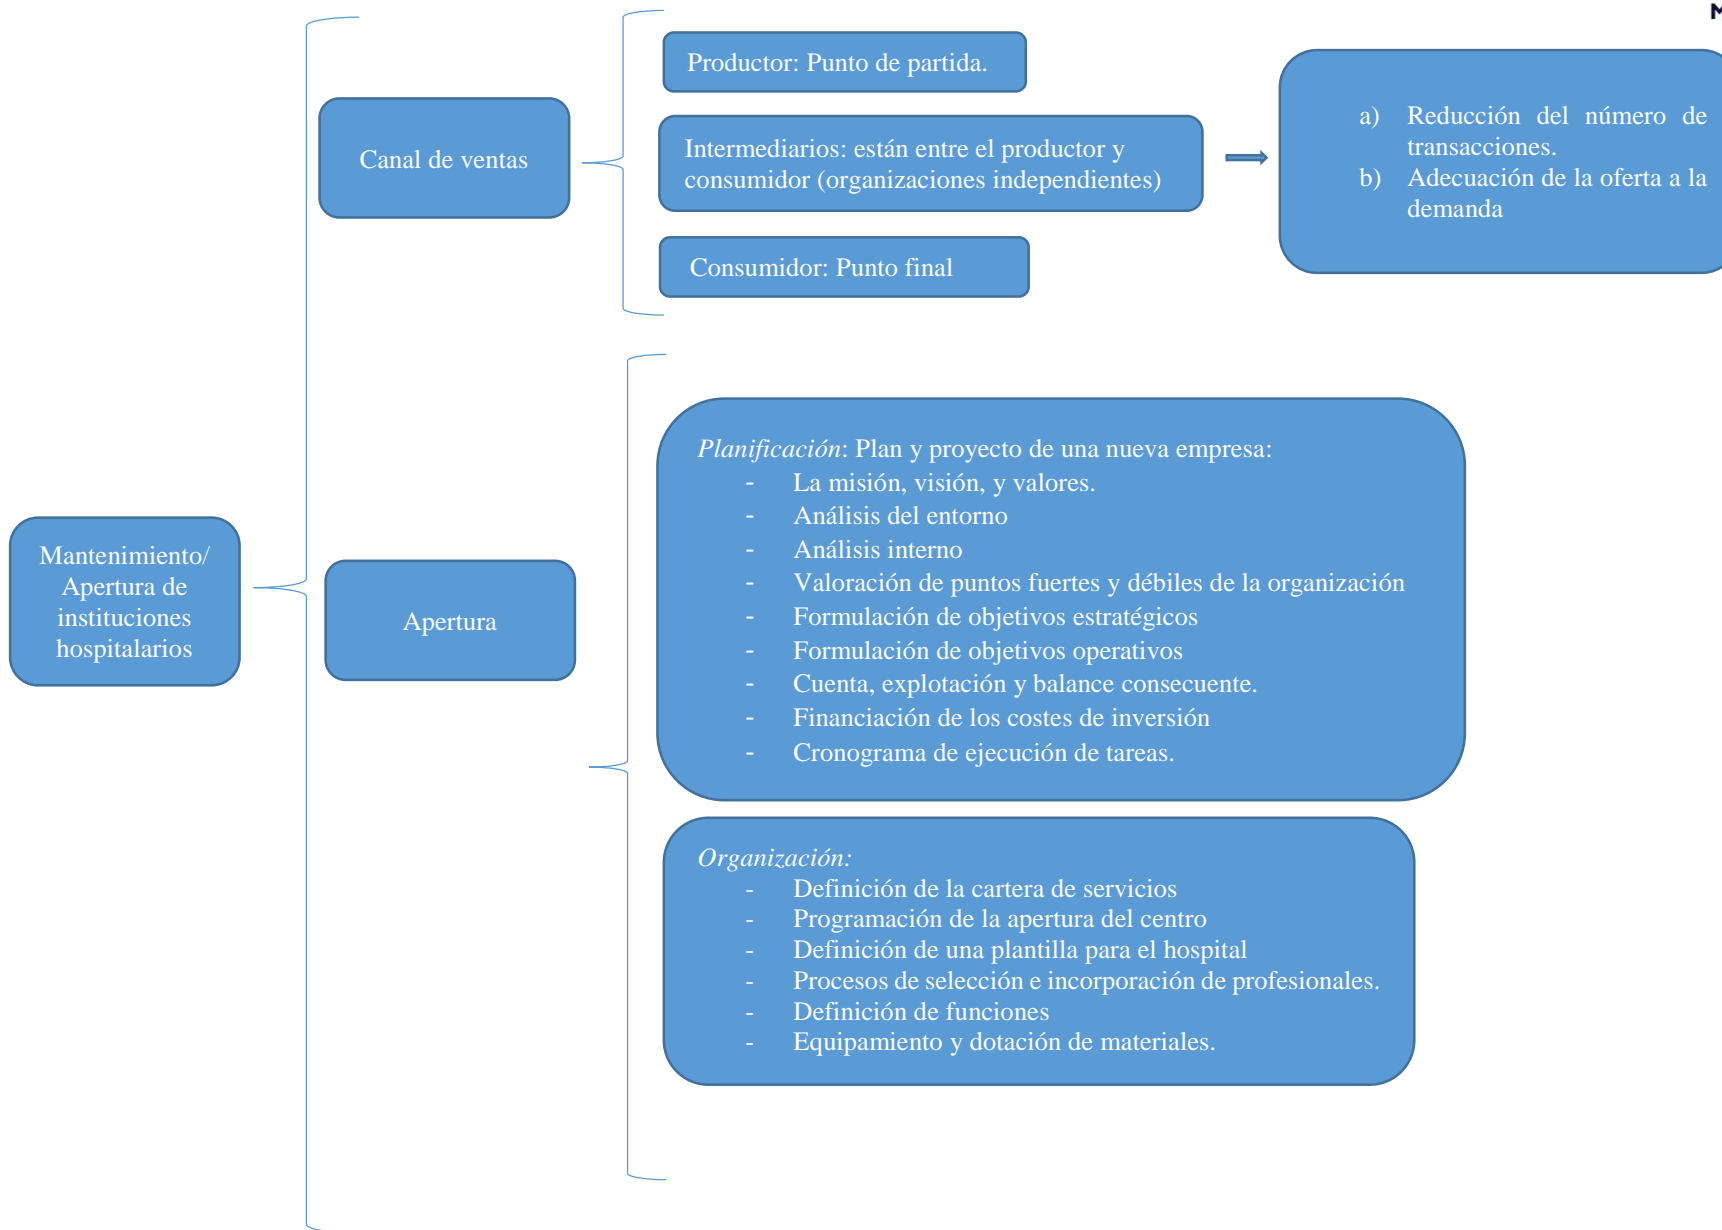 Productor: Punto de partida.
Canal de ventas
Intermediarios: están entre el productor y
consumidor (organizaciones independientes)
a) Reducción del número de
transacciones.
b) Adecuación de la oferta a la
demanda
Consumidor: Punto final
Mantenimiento/
Apertura de
instituciones
hospitalarios
Apertura
Planificación: Plan y proyecto de una nueva empresa:
- La misión, visión, y valores.
- Análisis del entorno
- Análisis interno
- Valoración de puntos fuertes y débiles de la organización
- Formulación de objetivos estratégicos
- Formulación de objetivos operativos
- Cuenta, explotación y balance consecuente.
- Financiación de los costes de inversión
- Cronograma de ejecución de tareas.
Organización:
- Definición de la cartera de servicios
- Programación de la apertura del centro
- Definición de una plantilla para el hospital
- Procesos de selección e incorporación de profesionales.
- Definición de funciones
- Equipamiento y dotación de materiales.